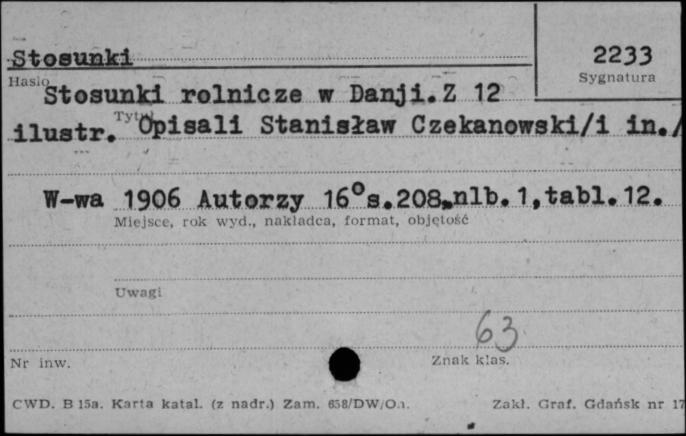 Stosunki
2233
Hasło
Sygnatura
Stosunki rolnicze w Danji.Z 12
Tytuł
ilustr. Opisali Stanisław Czekanowski/i in./
W-wa 1906 Autorzy 16°s.208,nlb.1,tabl.12.
Miejsce, rok wyd., nakładca, format, objętość
Uwagi
63
Nr inw.
Znak klas.
CWD. B 15a. Karta katal. (z nadr.) Zam. 658/DW/O
Zakł. Graf. Gdańsk nr 17